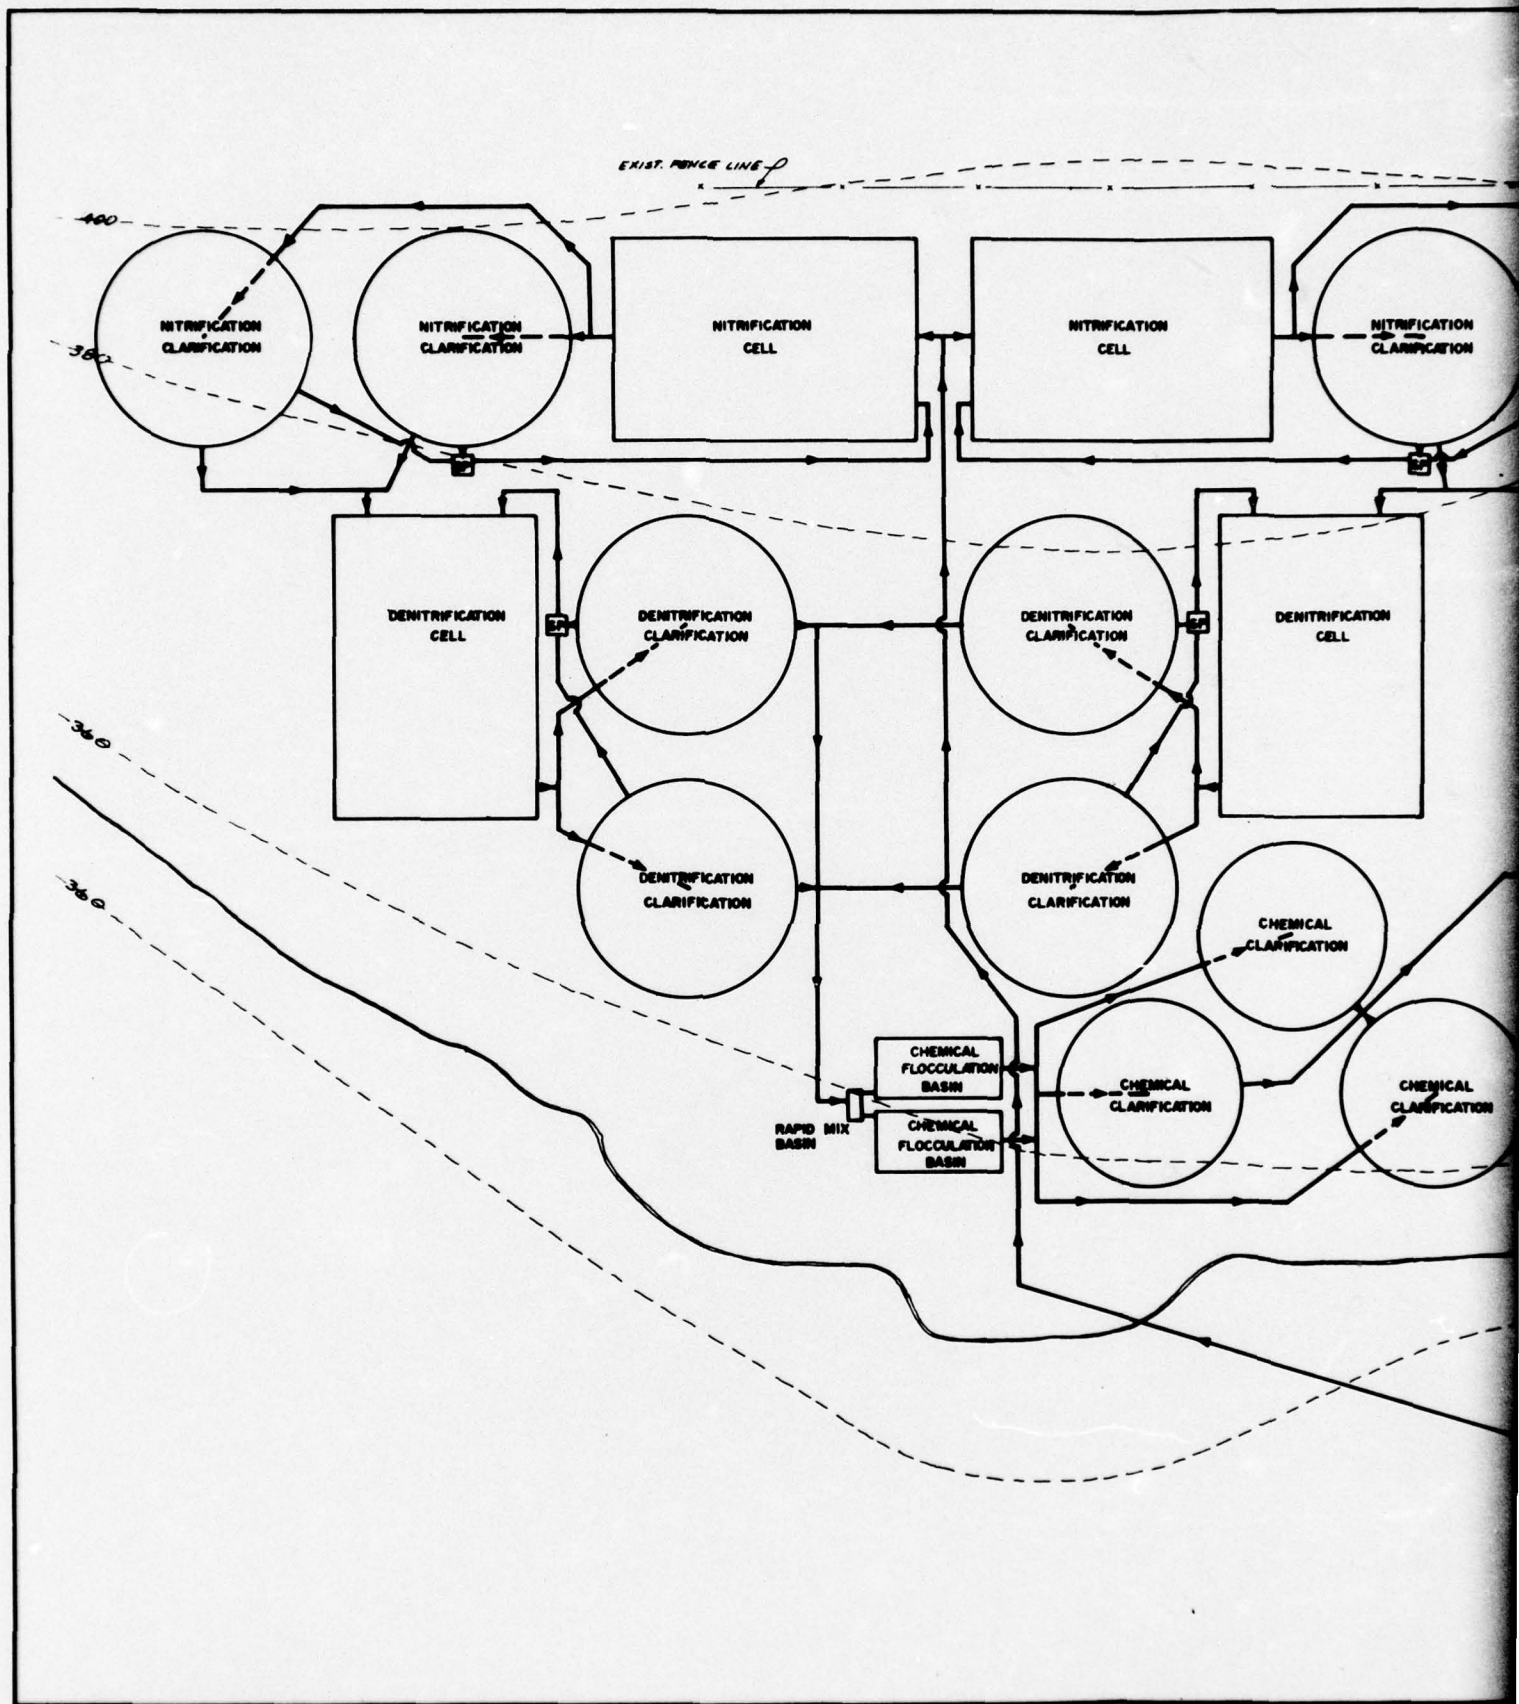 EXIST. FENCE LINE
400
NITRIFICATION
CLARIFICATION
NITRIFICATION
CLARIFICATION
NITRIFICATION
CELL
NITRIFICATION
CELL
NITRIFICATION
CLARIFICATION
380
SP
SP
DENITRIFICATION
CELL
SP
DENITRIFICATION
CLARIFICATION
DENITRIFICATION
CLARIFICATION
SP
DENITRIFICATION
CELL
360
DENITRIFICATION
CLARIFICATION
DENITRIFICATION
CLARIFICATION
360
CHEMICAL
CLARIFICATION
CHEMICAL
FLOCCULATION
BASIN
CHEMICAL
CLARIFICATION
CHEMICAL
CLARIFICATION
RAPID MIX
BASIN
CHEMICAL
FLOCCULATION
BASIN